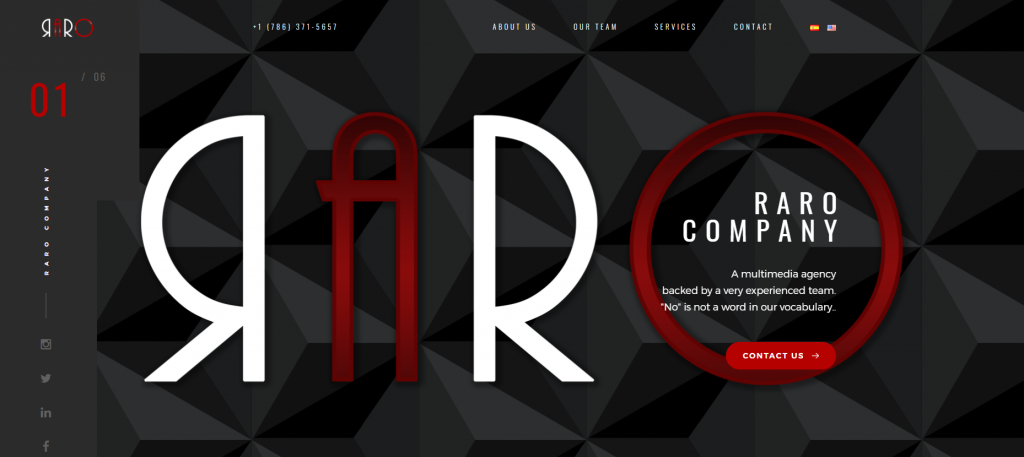 RARO
+1 (786) 371-5657
ABOUT US
OUR TEAM
SERVICES
CONTACT
01 / 06
RARO COMPANY
RARO
RARO
COMPANY
A multimedia agency
backed by a very experienced team.
"No" is not a word in our vocabulary..
CONTACT US